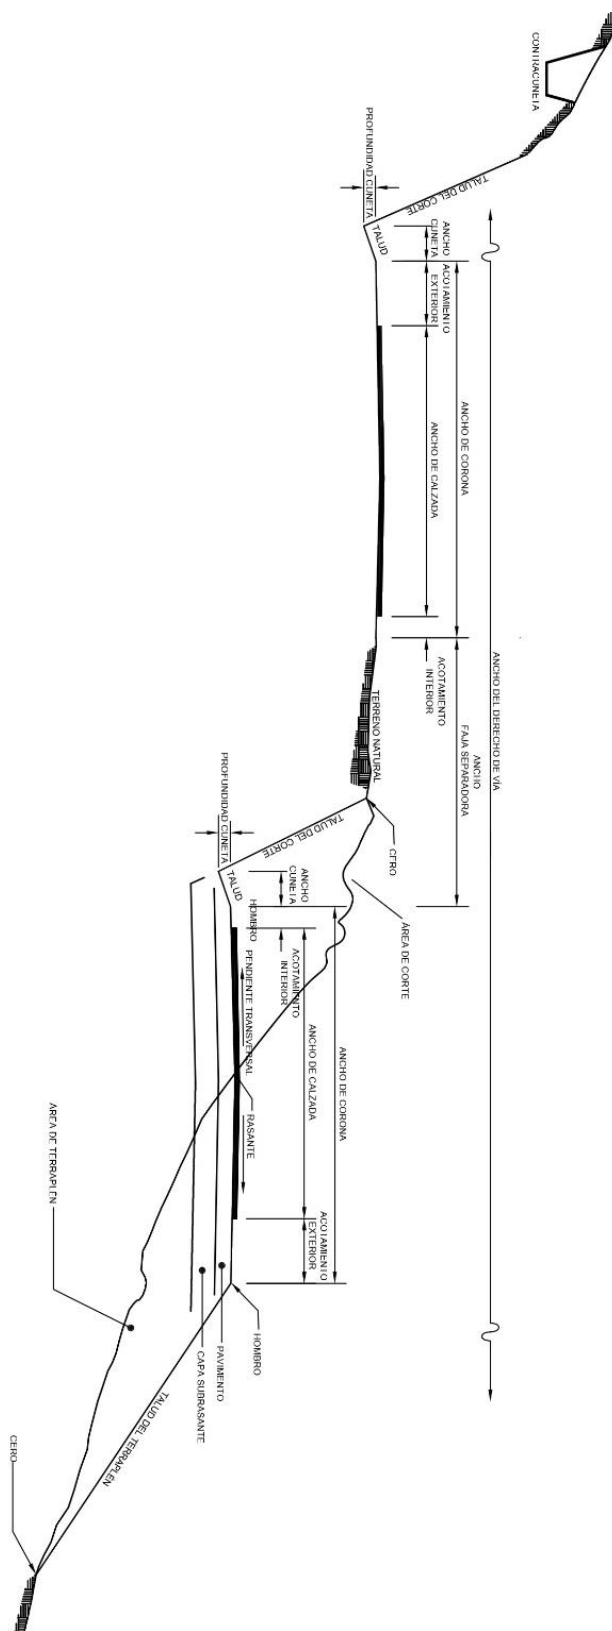 CONTRACUNETA
PROFUNDIDAD CUNETA
TALUD DEL CORTE
TALUD
ANCHO
CUNETA
ACOTAMIENTO
EXTERIOR
ANCHO DE CALZADA
ANCHO DE CORONA
ACOTAMIENTO
INTERIOR
ANCHO DEL DERECHO DE VÍA
ANCHO
FAJA SEPARADORA
TERRENO NATURAL
CERO
ÁREA DE CORTE
PROFUNDIDAD CUNETA
TALUD DEL CORTE
TALUD
ANCHO
CUNETA
HOMBRO
ACOTAMIENTO
INTERIOR
PENDIENTE TRANSVERSAL
RASANTE
ANCHO DE CALZADA
ANCHO DE CORONA
ACOTAMIENTO
EXTERIOR
HOMBRO
PAVIMENTO
CAPA SUBRASANTE
ÁREA DE TERRAPLÉN
TALUD DEL TERRAPLÉN
CERO